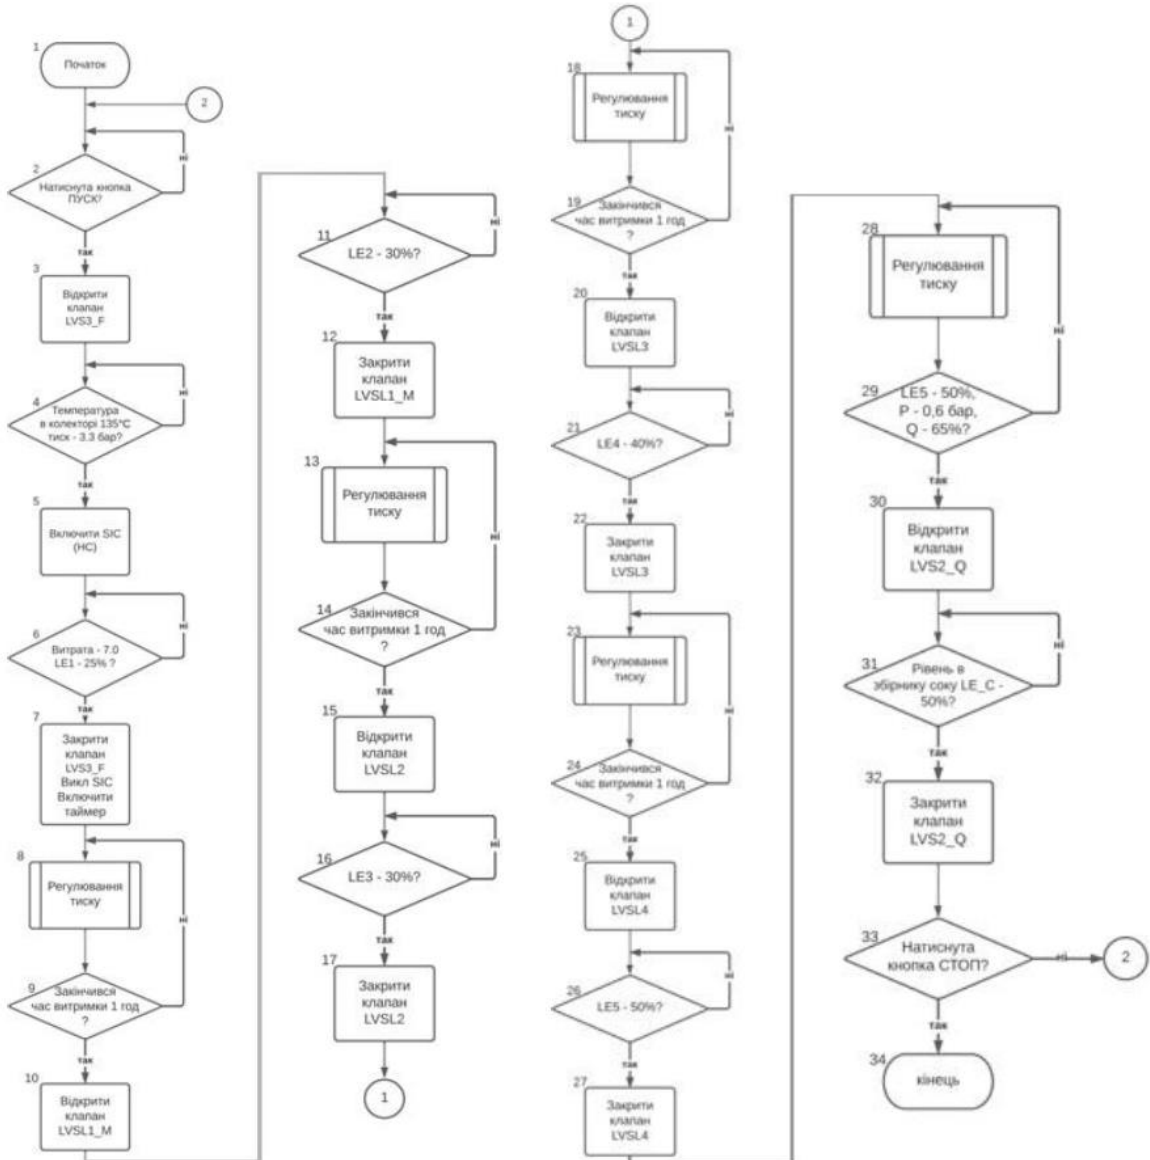 1
Початок
2
2
Натиснута кнопка
ПУСК?
ні
так
3
Відкрити
клапан
LVS3_F
4
Температура
в колекторі 135°C
тиск - 3.3 бар?
ні
так
5
Включити SIC
(HC)
6
Витрата - 7.0
LE1 - 25% ?
ні
так
7
Закрити
клапан
LVS3_F
Викл SIC
Включити
таймер
8
Регулювання
тиску
ні
9
Закінчився
час витримки 1 год
?
так
10
Відкрити
клапан
LVSL1_M
11
LE2 - 30%?
ні
так
12
Закрити
клапан
LVSL1_M
13
Регулювання
тиску
ні
14
Закінчився
час витримки 1 год
?
так
15
Відкрити
клапан
LVSL2
16
LE3 - 30%?
ні
так
17
Закрити
клапан
LVSL2
1
1
18
Регулювання
тиску
ні
19
Закінчився
час витримки 1 год
?
так
20
Відкрити
клапан
LVSL3
21
LE4 - 40%?
ні
так
22
Закрити
клапан
LVSL3
23
Регулювання
тиску
ні
24
Закінчився
час витримки 1 год
?
так
25
Відкрити
клапан
LVSL4
26
LE5 - 50%?
ні
так
27
Закрити
клапан
LVSL4
28
Регулювання
тиску
ні
29
LE5 - 50%,
P - 0,6 бар,
Q - 65%?
так
30
Відкрити
клапан
LVS2_Q
31
Рівень в
збірнику соку LE_C -
50%?
ні
так
32
Закрити
клапан
LVS2_Q
33
Натиснута
кнопка СТОП?
ні
2
так
34
кінець